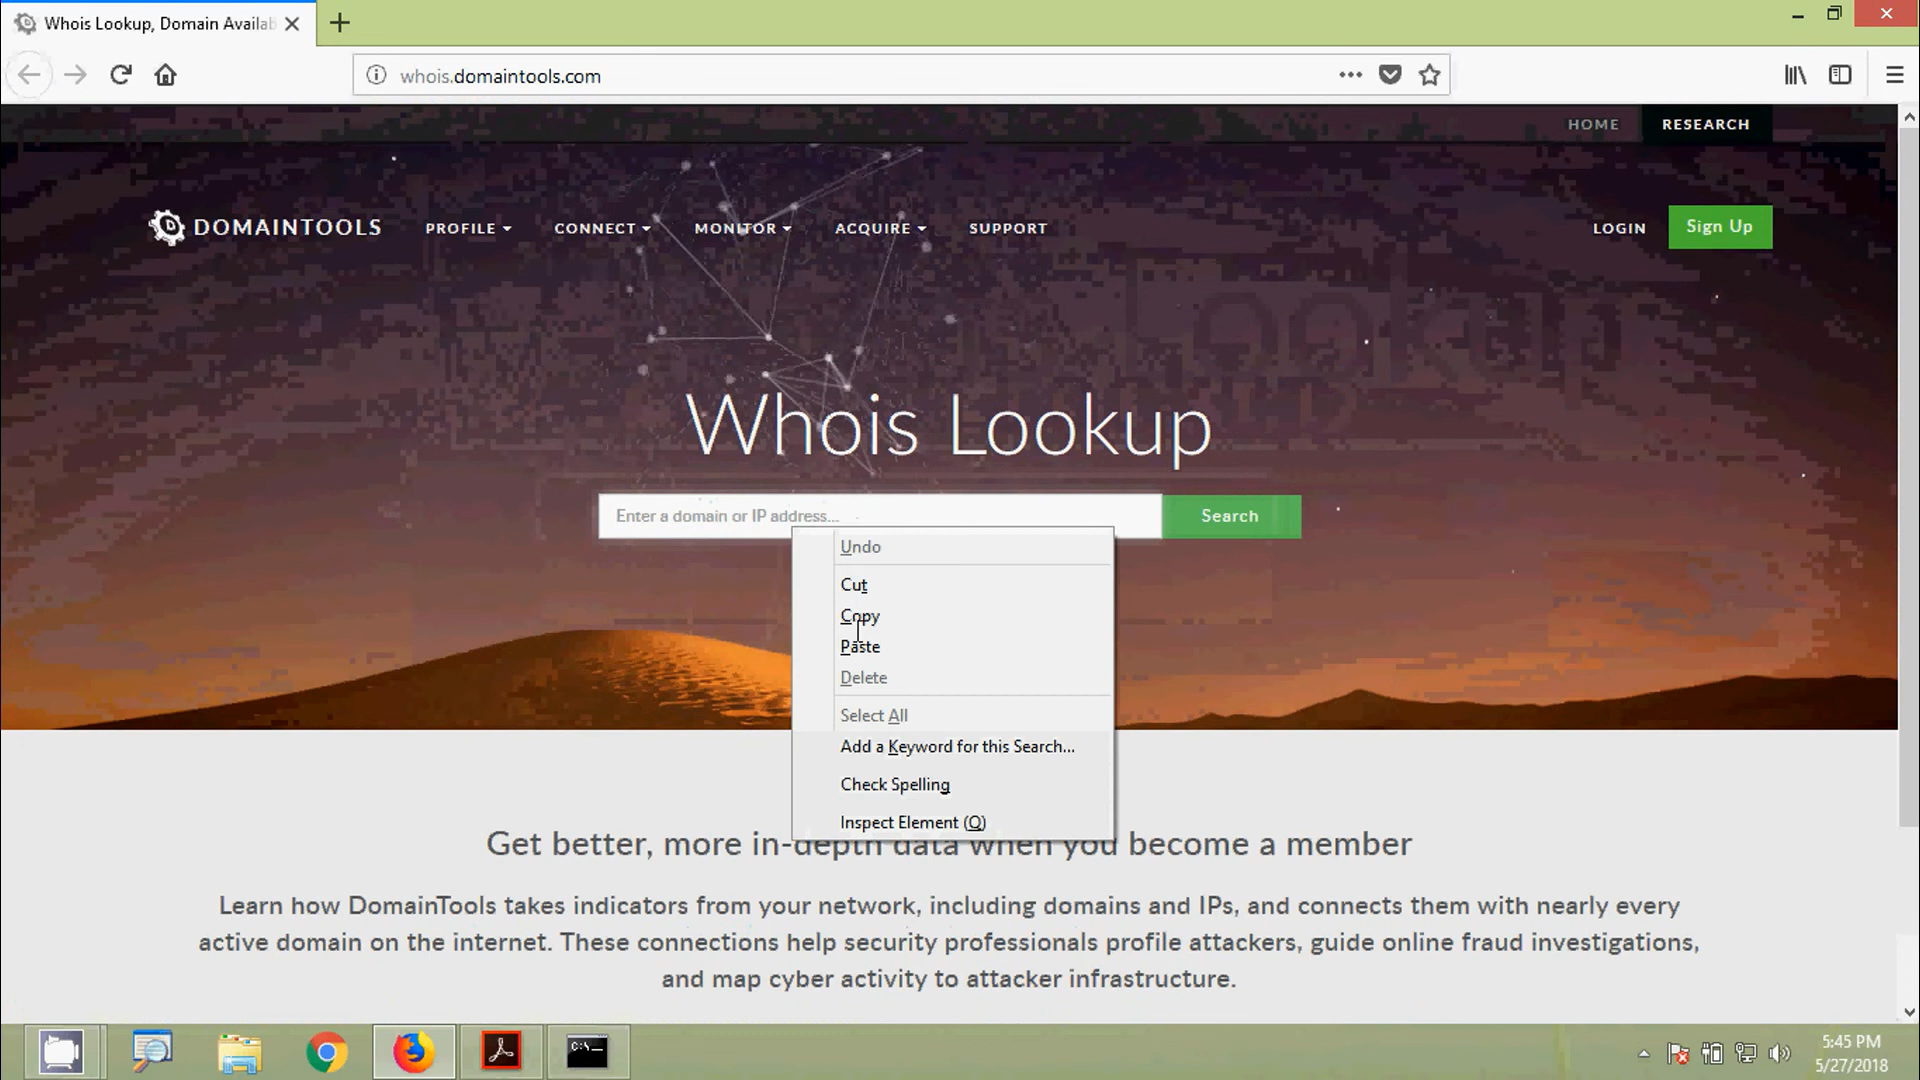 Whois Lookup, Domain Availab
whois.domaintools.com
HOME
RESEARCH
DOMAINTOOLS
PROFILE
CONNECT
MONITOR
ACQUIRE
SUPPORT
LOGIN
Sign Up
Lookup
Whois Lookup
Enter a domain or IP address...
Search
Undo
Cut
Copy
Paste
Delete
Select All
Add a Keyword for this Search...
Check Spelling
Inspect Element (Q)
Get better, more in-depth data when you become a member
Learn how DomainTools takes indicators from your network, including domains and IPs, and connects them with nearly every
active domain on the internet. These connections help security professionals profile attackers, guide online fraud investigations,
and map cyber activity to attacker infrastructure.
C:\_
5:45 PM
5/27/2018